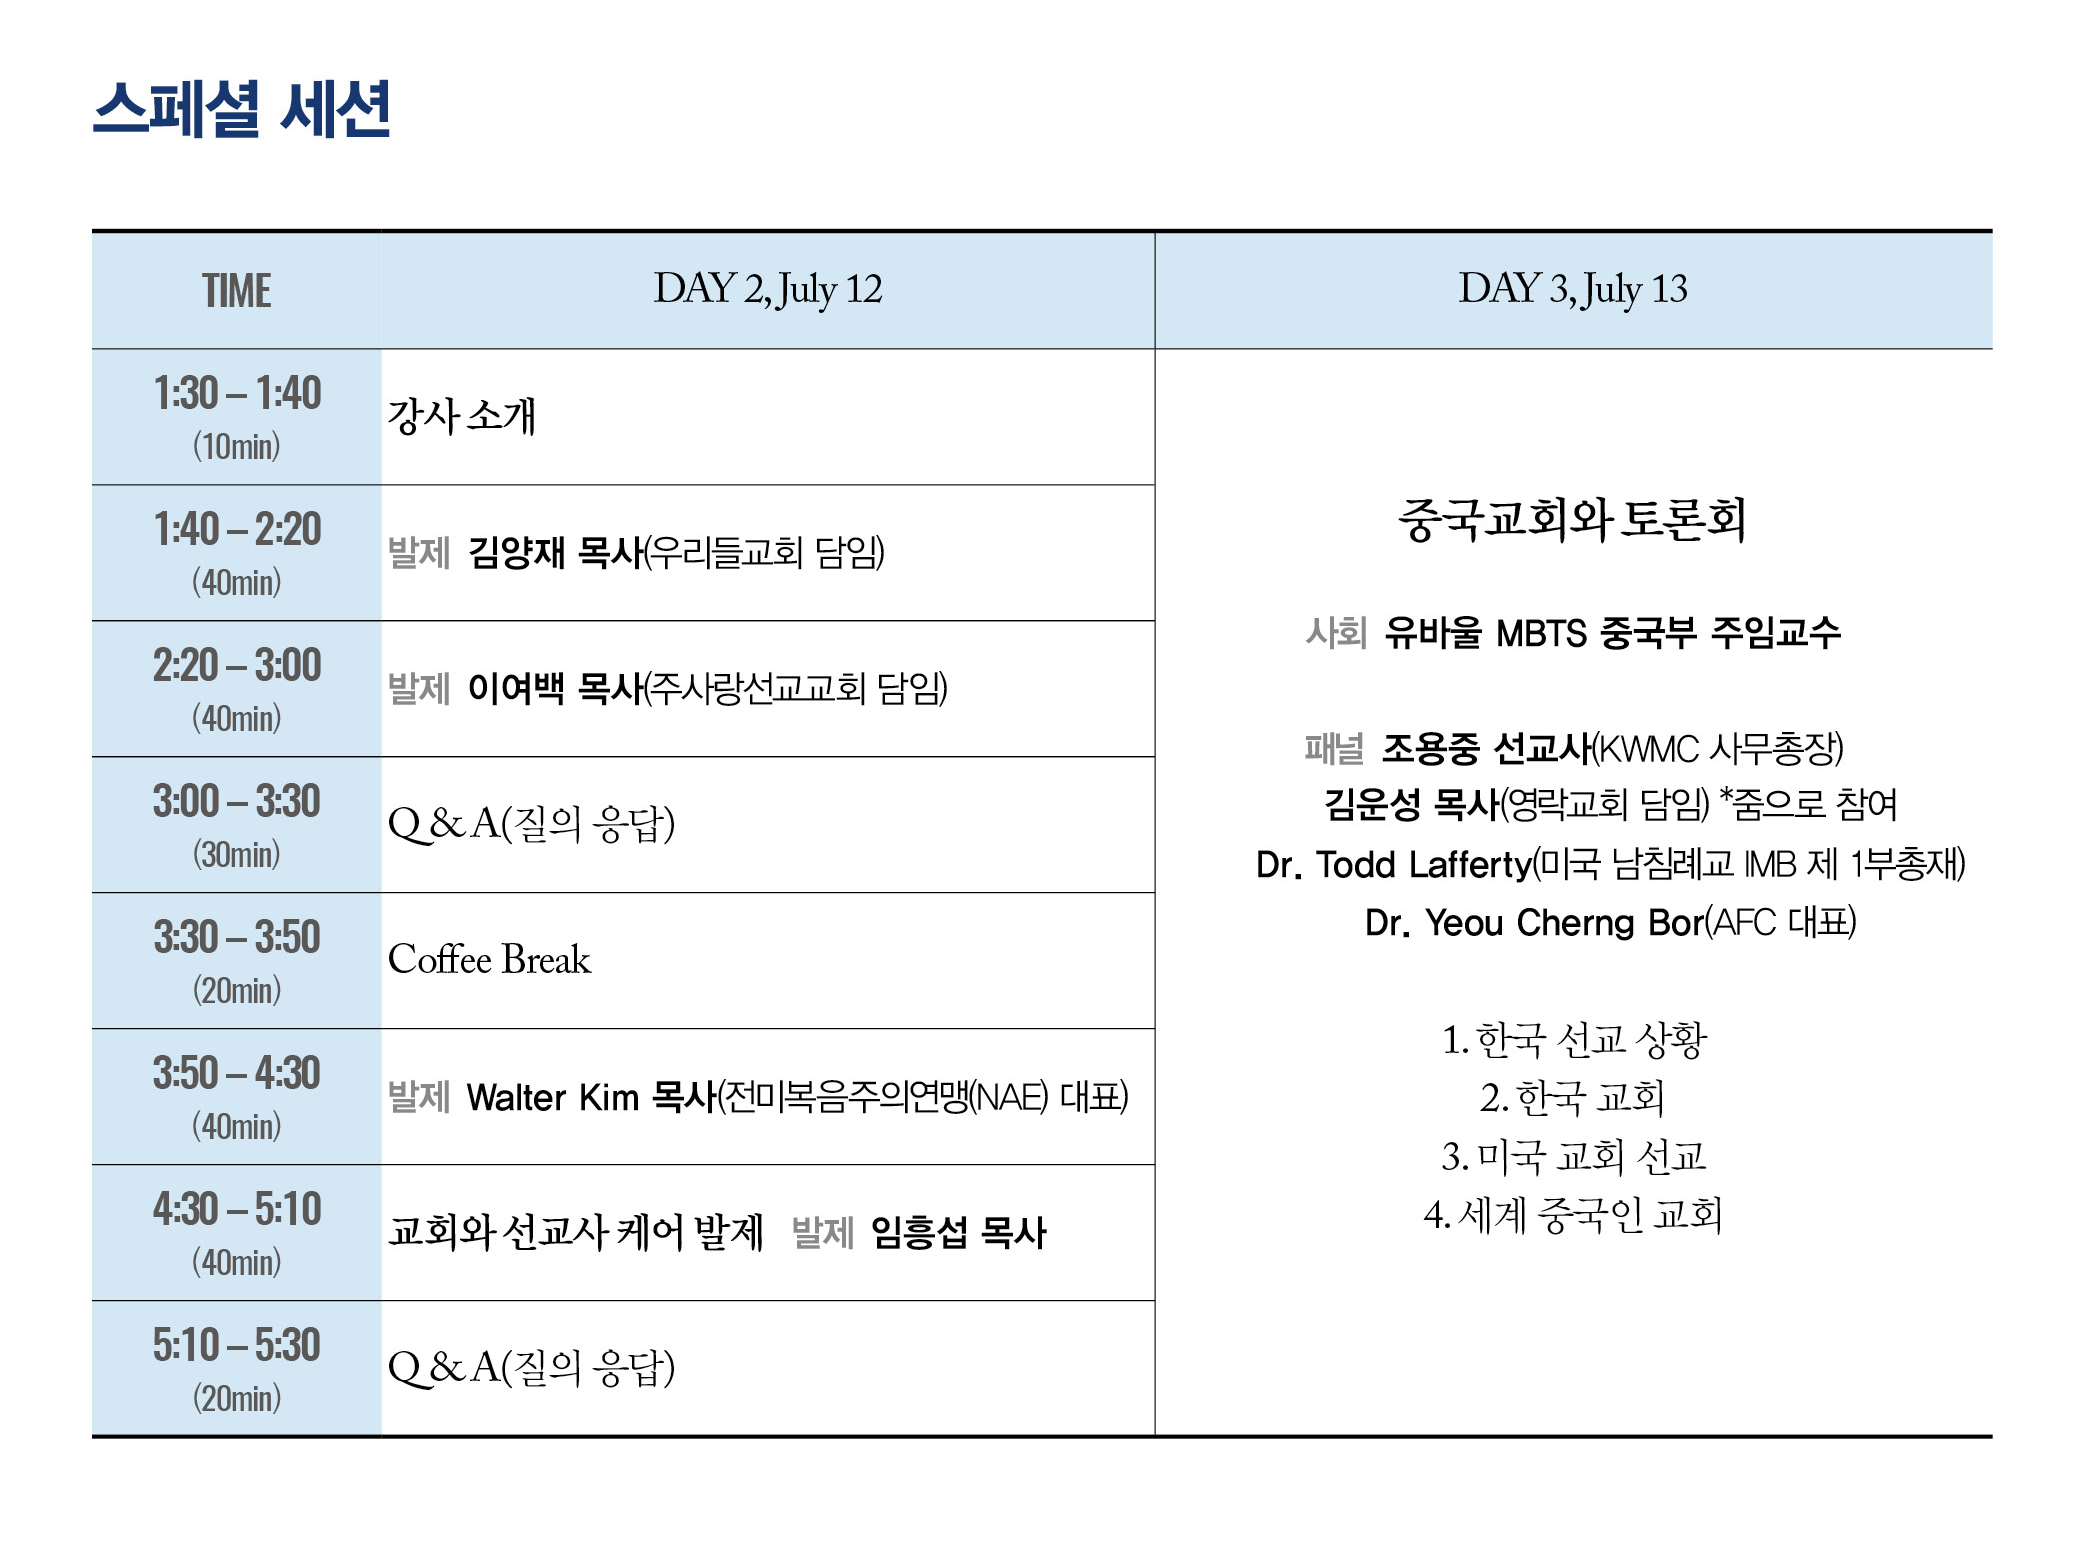 스페셜 세션
TIME
DAY 2, July 12
DAY 3, July 13
1:30 – 1:40
(10min)
강사 소개
1:40 – 2:20
(40min)
발제 김양재 목사(우리들교회 담임)
2:20 – 3:00
(40min)
발제 이여백 목사(주사랑선교교회 담임)
3:00 – 3:30
(30min)
Q & A(질의 응답)
3:30 – 3:50
(20min)
Coffee Break
3:50 – 4:30
(40min)
발제 Walter Kim 목사(전미복음주의연맹(NAE) 대표)
4:30 – 5:10
(40min)
교회와 선교사 케어 발제 발제 임흥섭 목사
5:10 – 5:30
(20min)
Q & A(질의 응답)
중국교회와 토론회
사회 유바울 MBTS 중국부 주임교수
패널 조용중 선교사(KWMC 사무총장)
김운성 목사(영락교회 담임) *줌으로 참여
Dr. Todd Lafferty(미국 남침례교 IMB 제 1부총재)
Dr. Yeou Cherng Bor(AFC 대표)
1. 한국 선교 상황
2. 한국 교회
3. 미국 교회 선교
4. 세계 중국인 교회